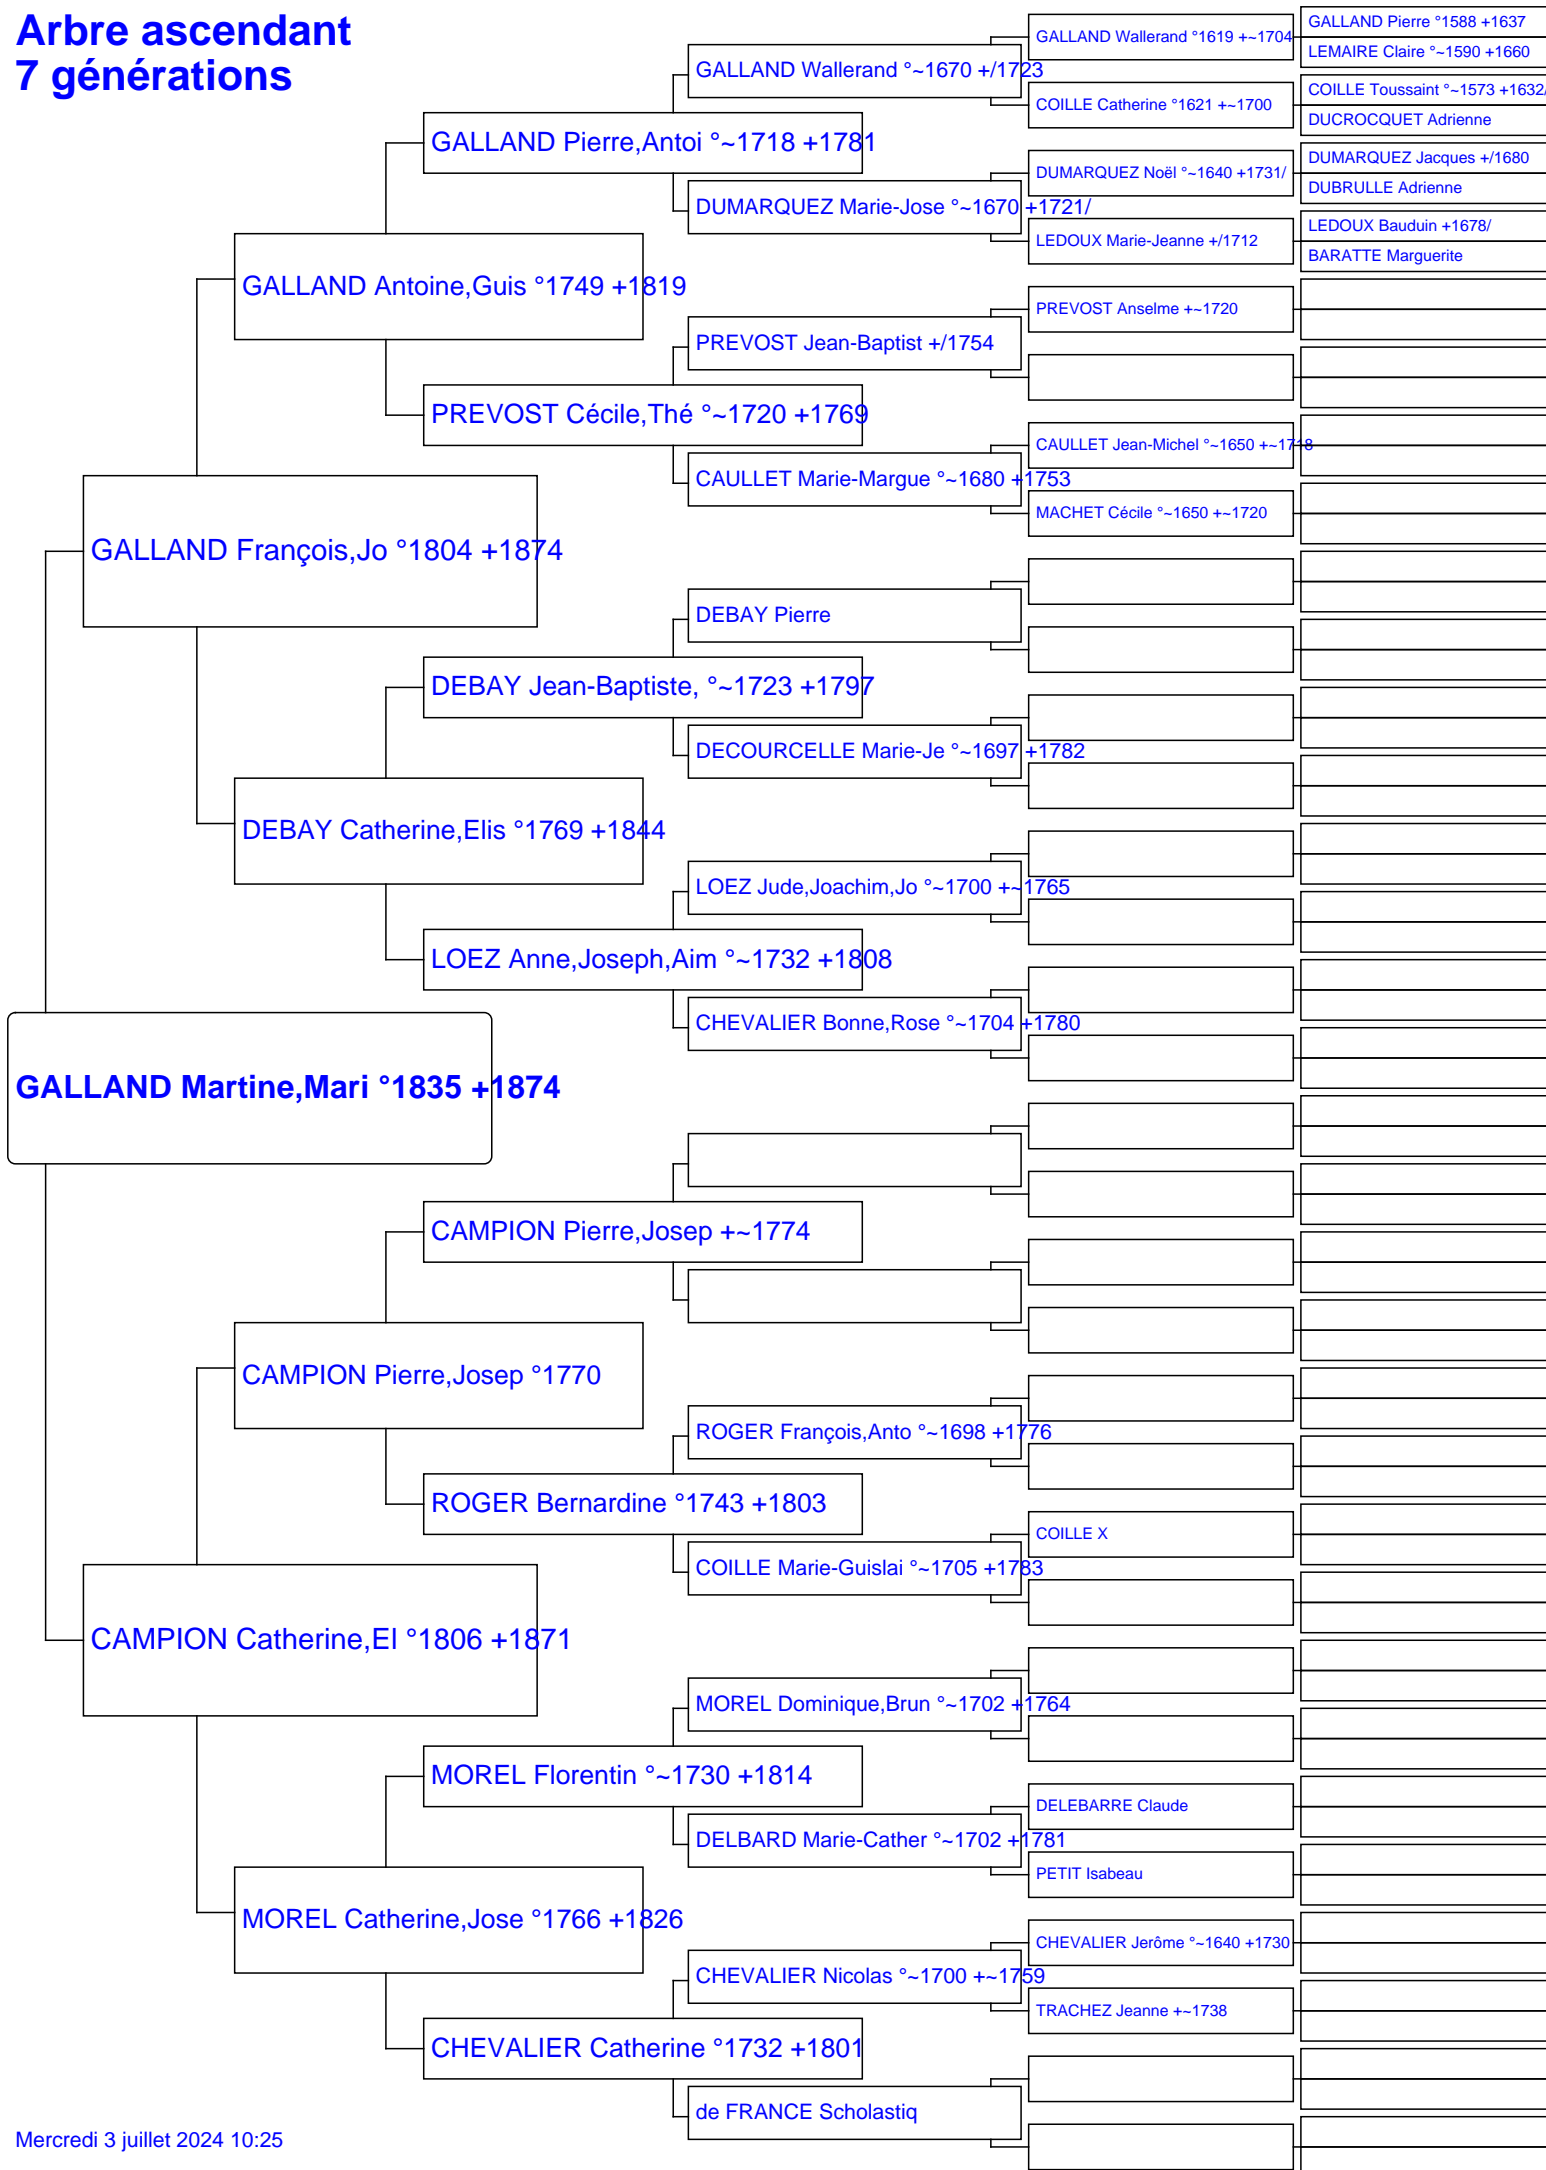 Arbre ascendant
7 générations
GALLAND Martine,Mari °1835 +1874
GALLAND François,Jo °1804 +1874
CAMPION Catherine,El °1806 +1871
GALLAND Antoine,Guis °1749 +1819
DEBAY Catherine,Elis °1769 +1844
CAMPION Pierre,Josep °1770
MOREL Catherine,Jose °1766 +1826
GALLAND Pierre,Antoi °~1718 +1781
PREVOST Cécile,Thé °~1720 +1769
DEBAY Jean-Baptiste, °~1723 +1797
LOEZ Anne,Joseph,Aim °~1732 +1808
CAMPION Pierre,Josep +~1774
ROGER Bernardine °1743 +1803
MOREL Florentin °~1730 +1814
CHEVALIER Catherine °1732 +1801
GALLAND Wallerand °~1670 +/1723
DUMARQUEZ Marie-Jose °~1670 +1721/
PREVOST Jean-Baptist +/1754
CAULLET Marie-Margue °~1680 +1753
DEBAY Pierre
DECOURCELLE Marie-Je °~1697 +1782
LOEZ Jude,Joachim,Jo °~1700 +~1765
CHEVALIER Bonne,Rose °~1704 +1780
ROGER François,Anto °~1698 +1776
COILLE Marie-Guislai °~1705 +1783
MOREL Dominique,Brun °~1702 +1764
DELBARD Marie-Cather °~1702 +1781
CHEVALIER Nicolas °~1700 +~1759
de FRANCE Scholastiq
GALLAND Wallerand °1619 +~1704
COILLE Catherine °1621 +~1700
DUMARQUEZ Noël °~1640 +1731/
LEDOUX Marie-Jeanne +/1712
PREVOST Anselme +~1720
CAULLET Jean-Michel °~1650 +~1718
MACHET Cécile °~1650 +~1720
COILLE X
DELEBARRE Claude
PETIT Isabeau
CHEVALIER Jerôme °~1640 +1730
TRACHEZ Jeanne +~1738
GALLAND Pierre °1588 +1637
LEMAIRE Claire °~1590 +1660
COILLE Toussaint °~1573 +1632/
DUCROCQUET Adrienne
DUMARQUEZ Jacques +/1680
DUBRULLE Adrienne
LEDOUX Bauduin +1678/
BARATTE Marguerite
Mercredi 3 juillet 2024 10:25